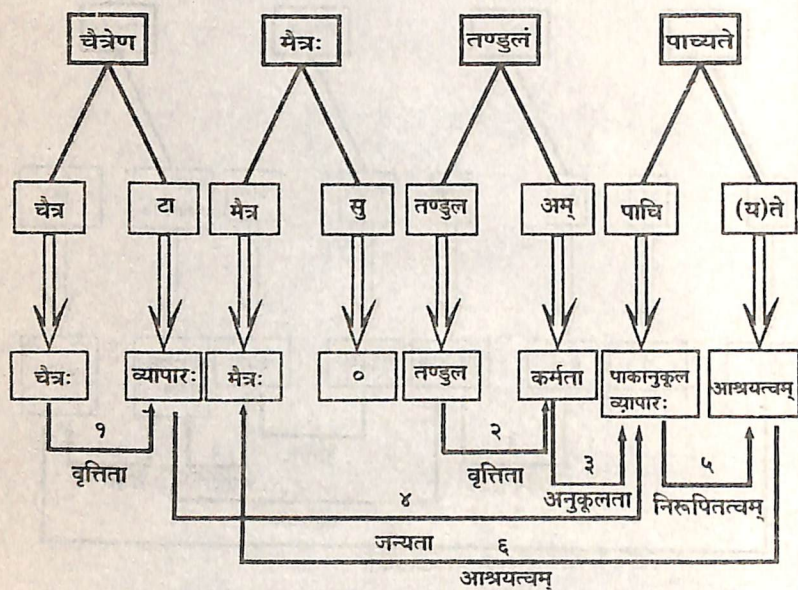 चैत्रेण मैत्रः तण्डुलं पाच्यते
चैत्र टा मैत्र सु तण्डुल अम् पाचि (य)ते
चैत्रः व्यापारः मैत्रः ० तण्डुल कर्मता पाकानुकूल आश्रयत्वम्
व्यापारः
१ २ ३ ५
वृत्तिता वृत्तिता अनुकूलता निरूपितत्वम्
४
जन्यता ६
आश्रयत्वम्